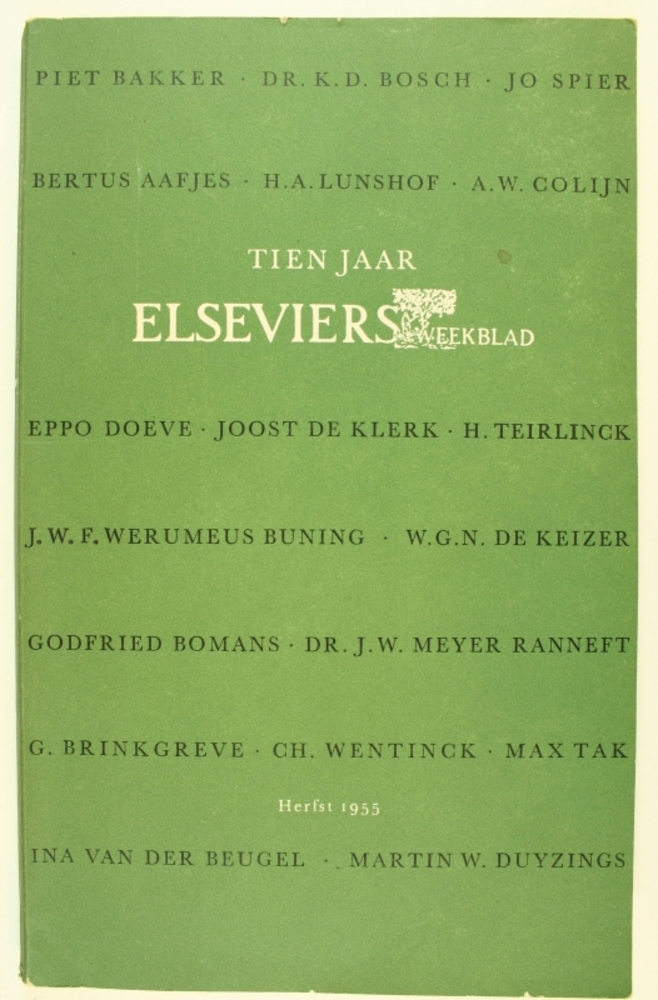 PIET BAKKER · DR. K. D. BOSCH · JO SPIER
BERTUS AAFJES · H. A. LUNSHOF · A. W. COLIJN
TIEN JAAR
ELSEVIERS WEEKBLAD
EPPO DOEVE · JOOST DE KLERK · H. TEIRLINCK
J. W. F. WERUMEUS BUNING · W.G.N. DE KEIZER
GODFRIED BOMANS · DR. J.W. MEYER RANNEFT
G. BRINKGREVE · CH. WENTINCK · MAX TAK
Herfst 1955
INA VAN DER BEUGEL · MARTIN W. DUYZINGS